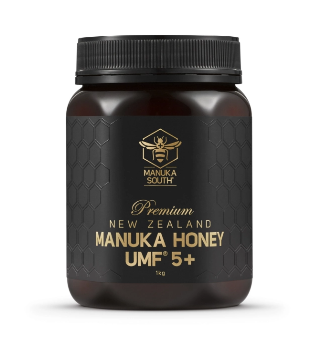 MANUKA
SOUTH®
Premium
NEW ZEALAND
MANUKA HONEY
UMF® 5+
1kg